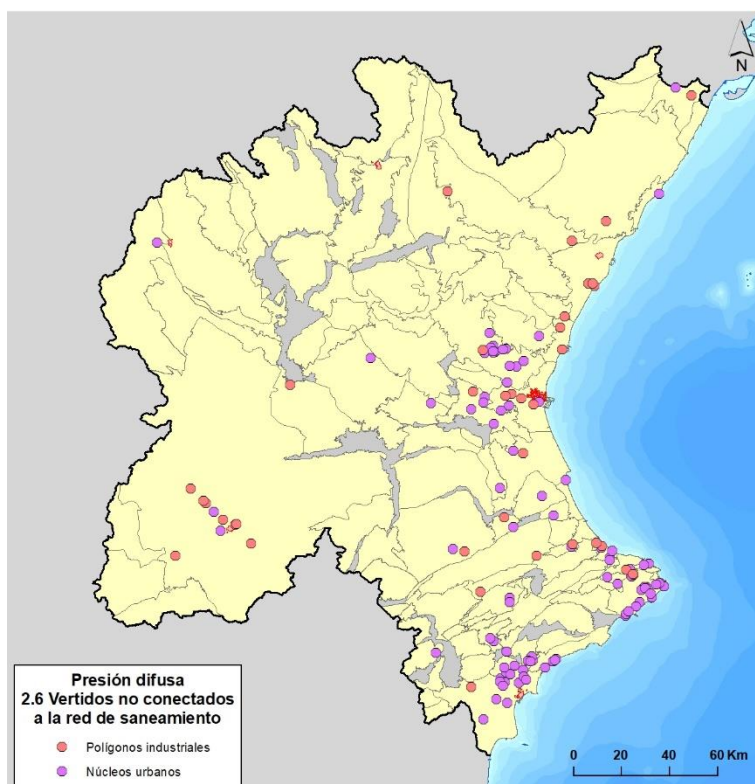 N
Presión difusa
2.6 Vertidos no conectados
a la red de saneamiento
Polígonos industriales
Núcleos urbanos
0 20 40 60 Km